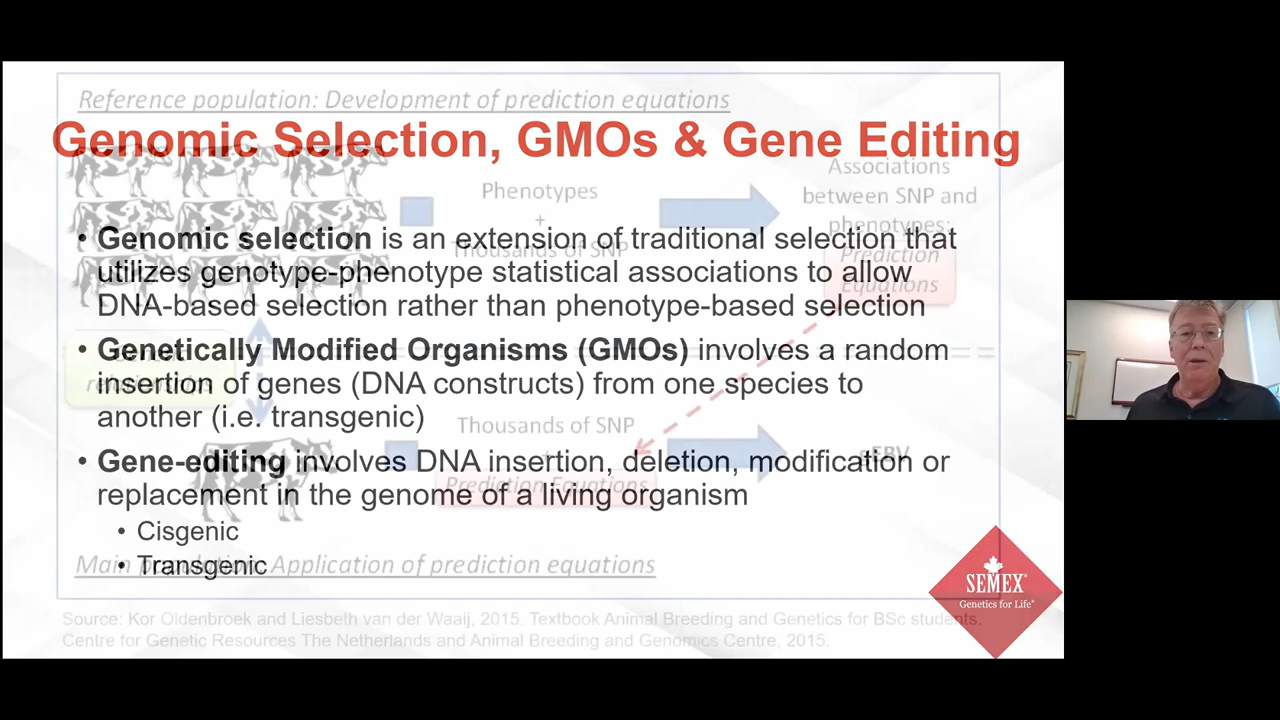 Reference population: Development of prediction equations
Genomic Selection, GMOs & Gene Editing
Phenotypes
+
Thousands of SNP
Associations
between SNP and
phenotypes:
Prediction
Equations
• Genomic selection is an extension of traditional selection that
utilizes genotype-phenotype statistical associations to allow
DNA-based selection rather than phenotype-based selection
• Genetically Modified Organisms (GMOs) involves a random
insertion of genes (DNA constructs) from one species to
another (i.e. transgenic)
Thousands of SNP
Prediction Equations
gEBV
• Gene-editing involves DNA insertion, deletion, modification or
replacement in the genome of a living organism
• Cisgenic
• Transgenic
Application of prediction equations
Source: Kor Oldenbroek and Liesbeth van der Waaij, 2015. Textbook Animal Breeding and Genetics for BSc students.
Centre for Genetic Resources The Netherlands and Animal Breeding and Genomics Centre, 2015.
SEMEX®
Genetics for Life®